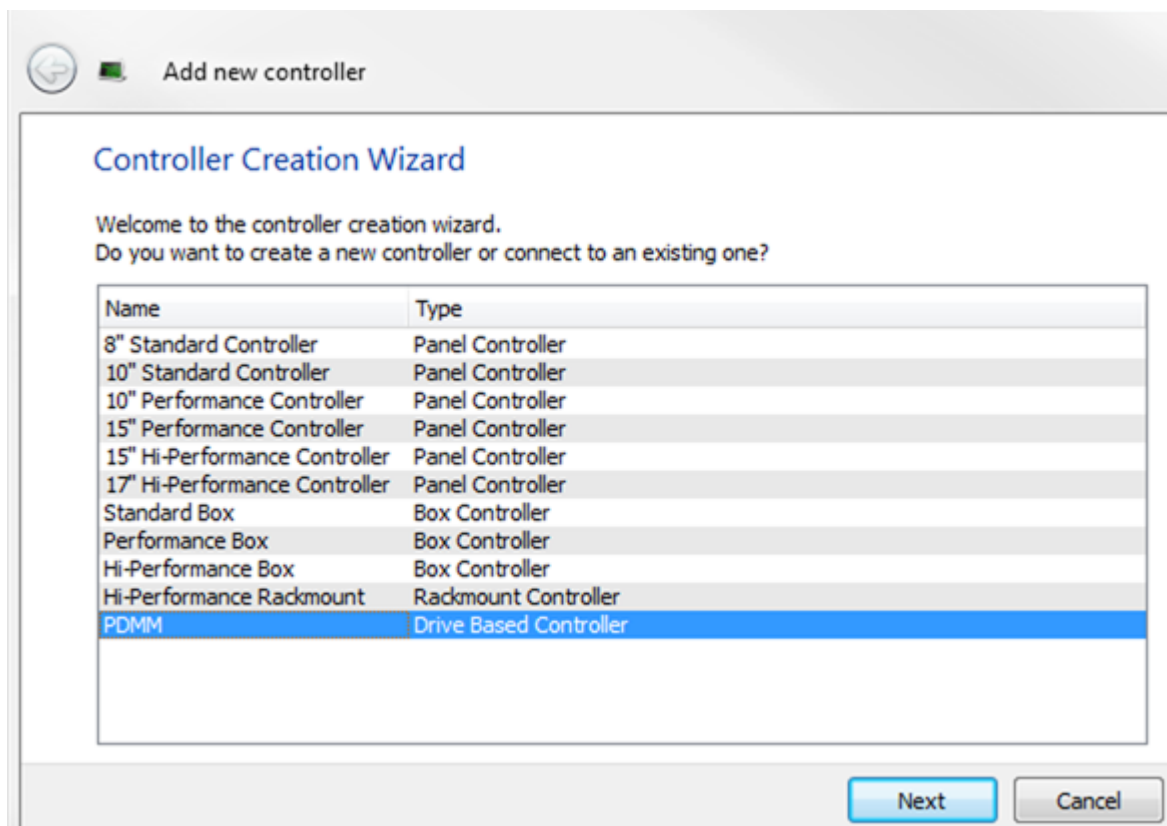 Add new controller
Controller Creation Wizard
Welcome to the controller creation wizard.
Do you want to create a new controller or connect to an existing one?
Name Type
8" Standard Controller Panel Controller
10" Standard Controller Panel Controller
10" Performance Controller Panel Controller
15" Performance Controller Panel Controller
15" Hi-Performance Controller Panel Controller
17" Hi-Performance Controller Panel Controller
Standard Box Box Controller
Performance Box Box Controller
Hi-Performance Box Box Controller
Hi-Performance Rackmount Rackmount Controller
PDMM Drive Based Controller
Next Cancel